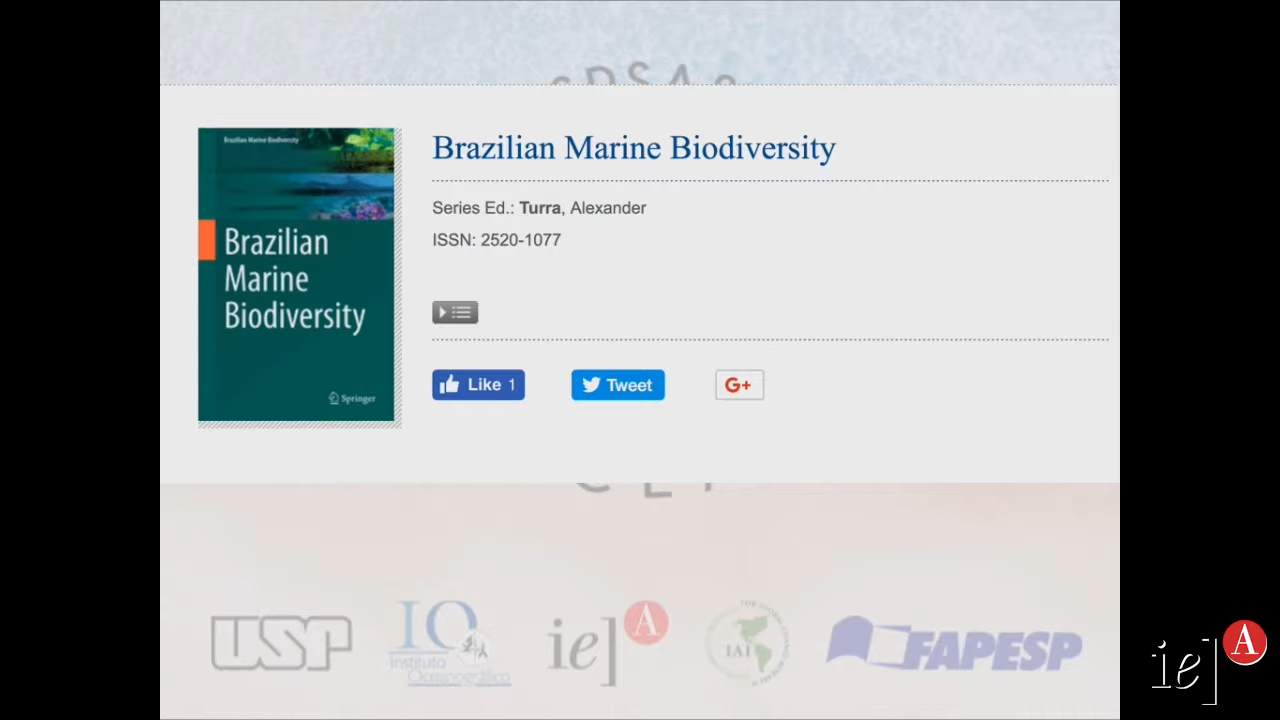 Brazilian Marine Biodiversity
Brazilian Marine Biodiversity
Series Ed.: Turra, Alexander
ISSN: 2520-1077
Brazilian
Marine
Biodiversity
Springer
Like 1
Tweet
G+
USP
IO
Instituto
Oceanográfico
ie]A
IAI
FAPESP
ie]A